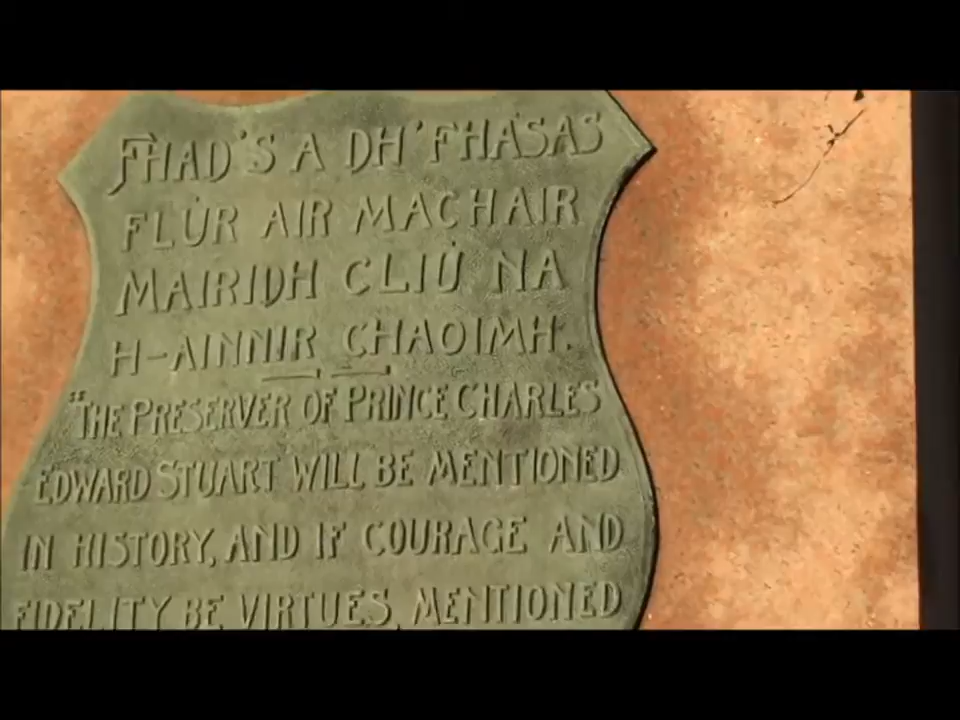 FHAD'S A DH'FHÀSAS
FLÙR AIR MACHAIR
MAIRIDH CLIÙ NA
H-AINNIR CHAOIMH.
"THE PRESERVER OF PRINCE CHARLES
EDWARD STUART WILL BE MENTIONED
IN HISTORY, AND IF COURAGE AND
FIDELITY BE VIRTUES, MENTIONED